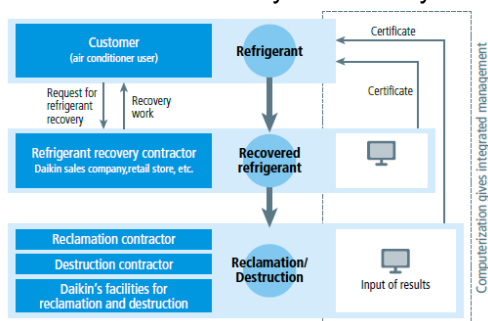 Customer
(air conditioner user)
Refrigerant
Certificate
Request for
refrigerant
recovery
Recovery
work
Certificate
Refrigerant recovery contractor
Daikin sales company,retail store, etc.
Recovered
refrigerant
Reclamation contractor
Destruction contractor
Daikin's facilities for
reclamation and destruction
Reclamation/
Destruction
Input of results
Computerization gives integrated management